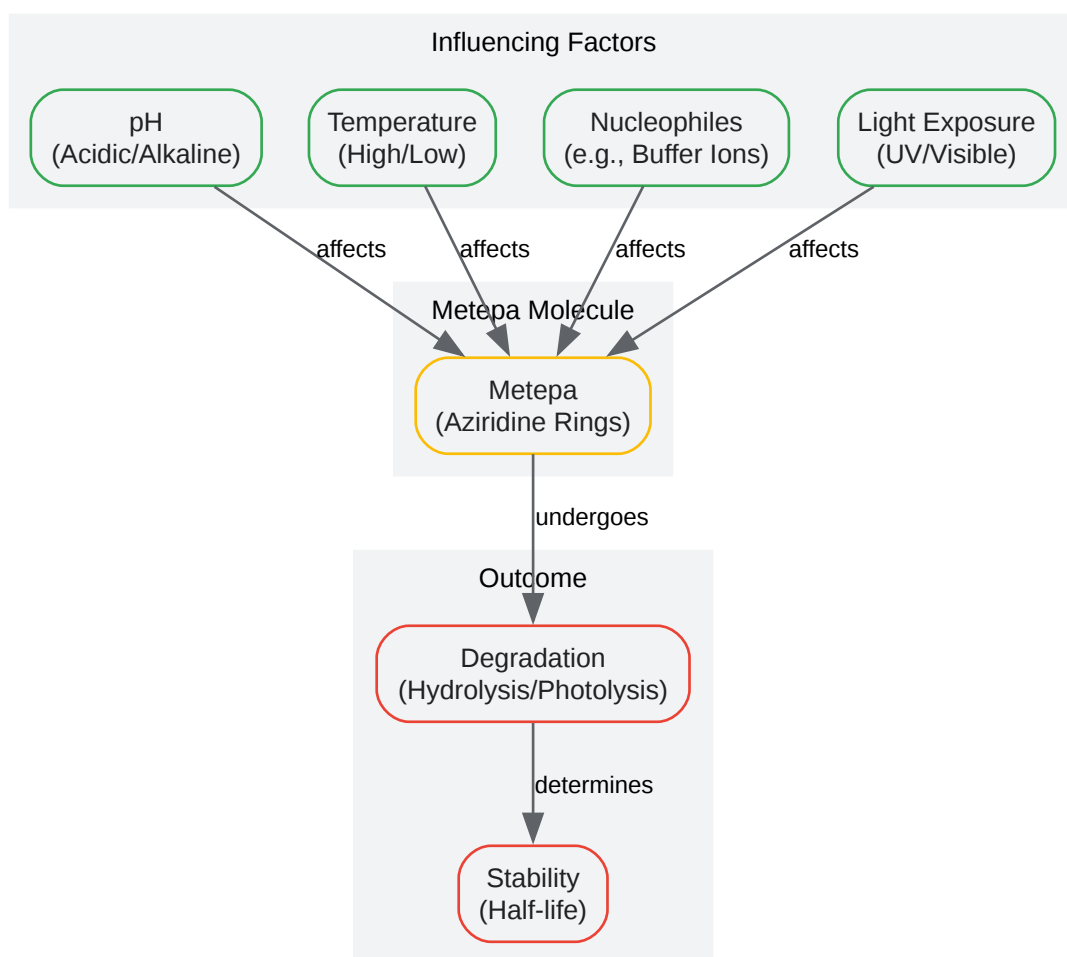 Influencing Factors
pH
(Acidic/Alkaline)
Temperature
(High/Low)
Nucleophiles
(e.g., Buffer Ions)
Light Exposure
(UV/Visible)
affects
affects
affects
affects
Metepa Molecule
Metepa
(Aziridine Rings)
undergoes
Outcome
Degradation
(Hydrolysis/Photolysis)
determines
Stability
(Half-life)